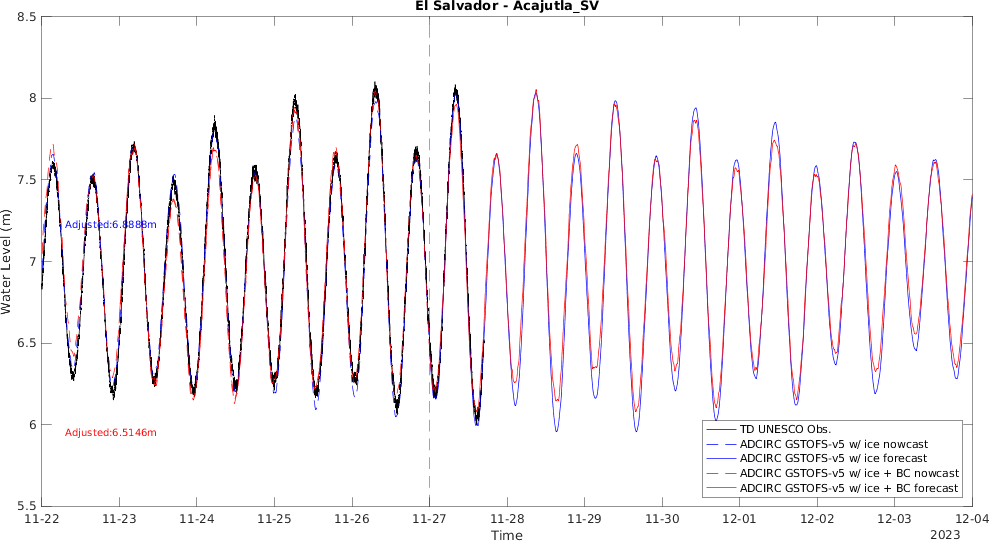 El Salvador - Acajutla_SV
8.5
8
7.5
7
6.5
6
5.5
Water Level (m)
Adjusted:6.8888m
Adjusted:6.5146m
TD UNESCO Obs.
ADCIRC GSTOFS-v5 w/ ice nowcast
ADCIRC GSTOFS-v5 w/ ice forecast
ADCIRC GSTOFS-v5 w/ ice + BC nowcast
ADCIRC GSTOFS-v5 w/ ice + BC forecast
11-22 11-23 11-24 11-25 11-26 11-27 11-28 11-29 11-30 12-01 12-02 12-03 12-04
Time
2023